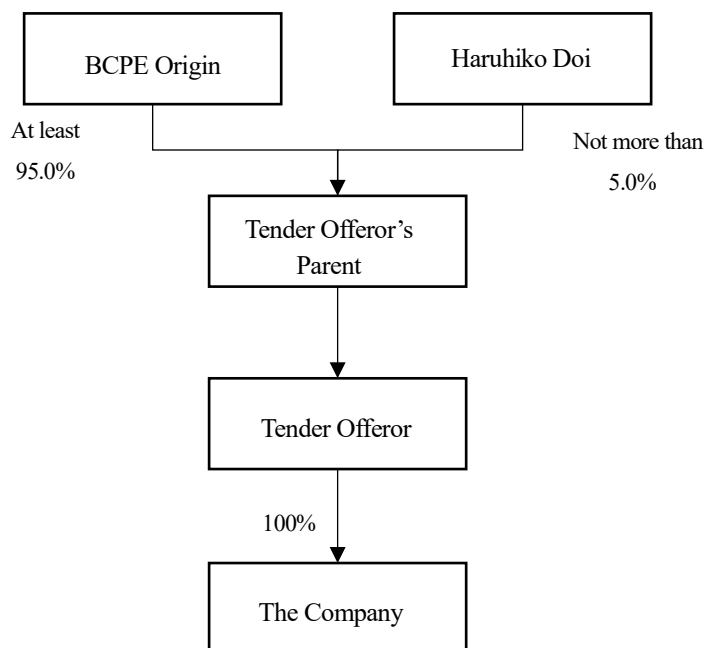 BCPE Origin
Haruhiko Doi
At least
95.0%
Not more than
5.0%
Tender Offeror’s
Parent
Tender Offeror
100%
The Company